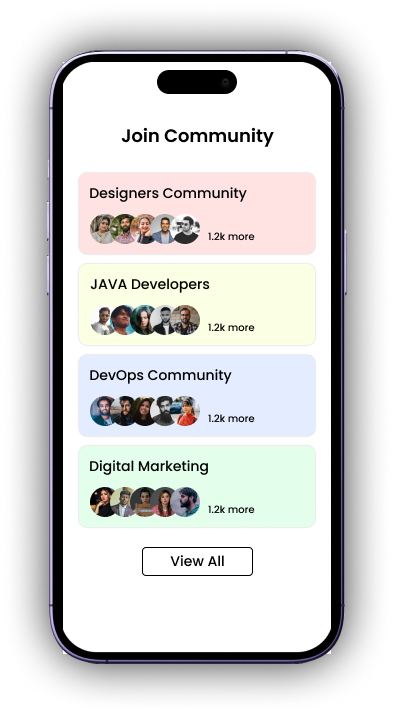 Join Community
Designers Community
1.2k more
JAVA Developers
1.2k more
DevOps Community
1.2k more
Digital Marketing
1.2k more
View All